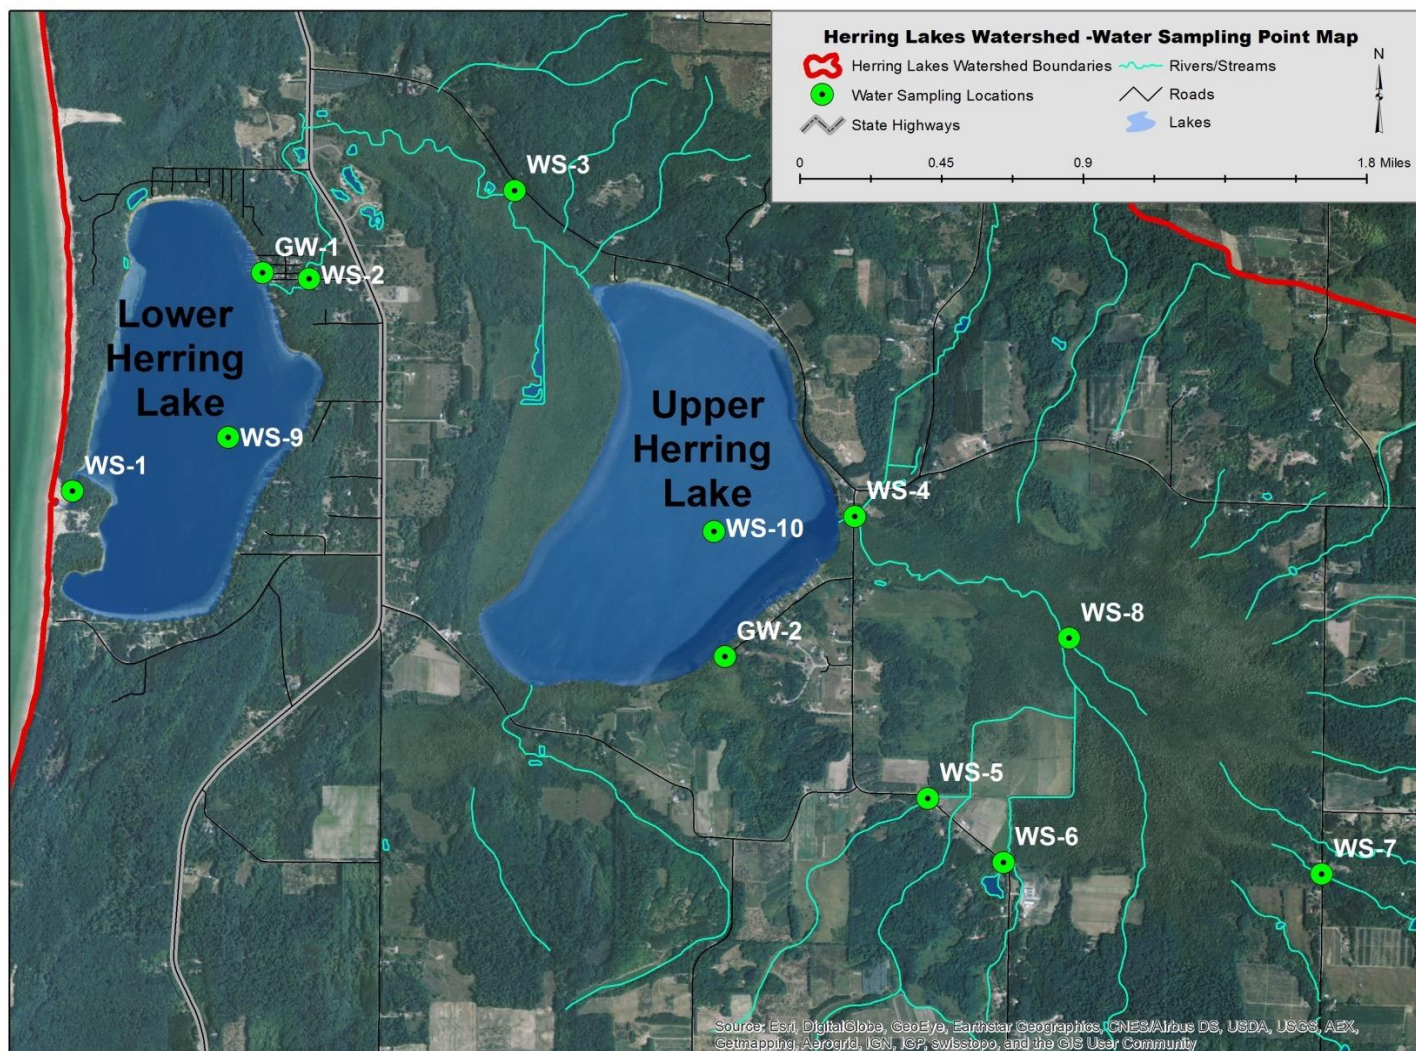 Herring Lakes Watershed -Water Sampling Point Map
Herring Lakes Watershed Boundaries
Rivers/Streams
N
Water Sampling Locations
Roads
State Highways
Lakes
0 0.45 0.9 1.8 Miles
WS-3
GW-1
WS-2
Lower
Herring
Lake
WS-9
WS-1
Upper
Herring
Lake
WS-4
WS-10
WS-8
GW-2
WS-5
WS-6
WS-7
Source: Esri, DigitalGlobe, GeoEye, Earthstar Geographics, CNES/Airbus DS, USDA, USGS, AEX,
Getmapping, Aerogrid, IGN, IGP, swisstopo, and the GIS User Community